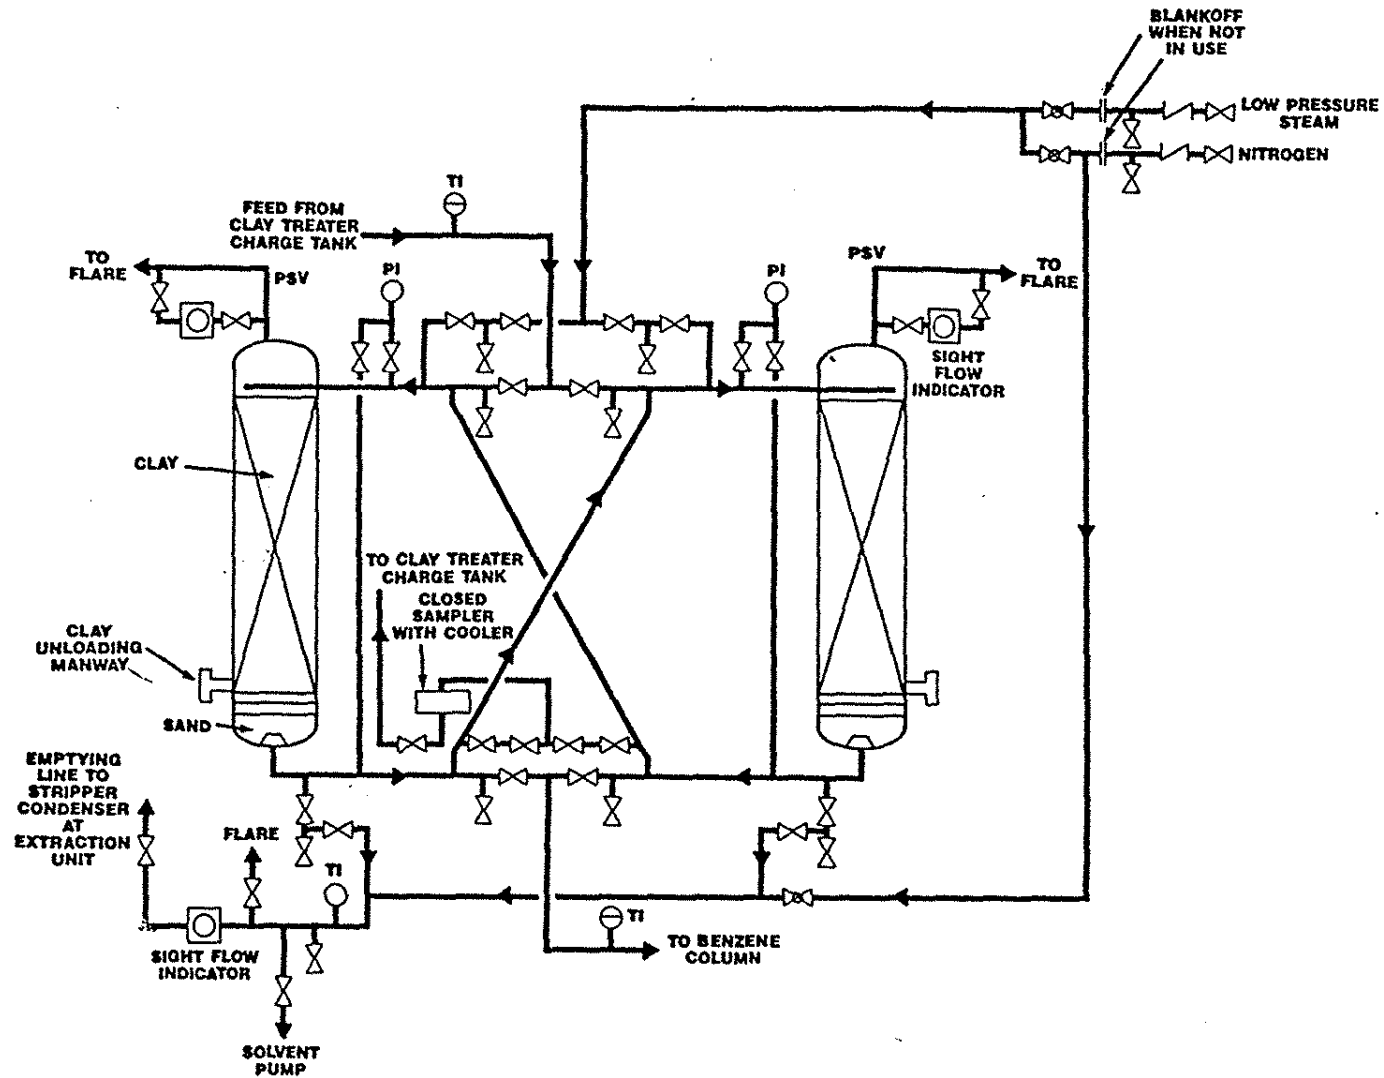 BLANKOFF
WHEN NOT
IN USE
LOW PRESSURE
STEAM
NITROGEN
TI
FEED FROM
CLAY TREATER
CHARGE TANK
TO
FLARE
PSV
PI
PI
PSV
TO
FLARE
SIGHT
FLOW
INDICATOR
CLAY
TO CLAY TREATER
CHARGE TANK
CLOSED
SAMPLER
WITH COOLER
CLAY
UNLOADING
MANWAY
SAND
EMPTYING
LINE TO
STRIPPER
CONDENSER
AT
EXTRACTION
UNIT
FLARE
TI
SIGHT FLOW
INDICATOR
TI
TO BENZENE
COLUMN
SOLVENT
PUMP